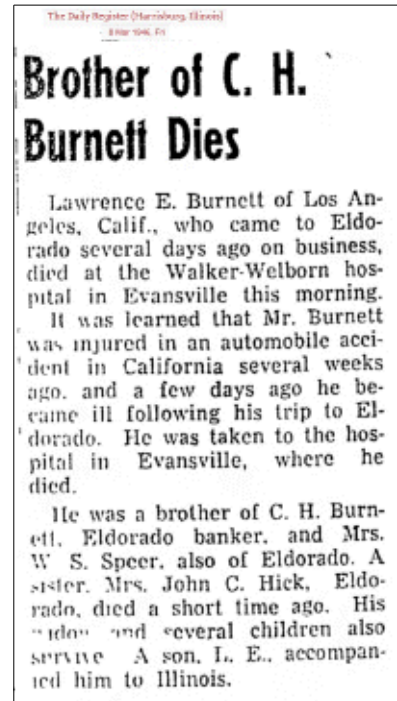 The Daily Register (Harrisburg, Illinois)
8 Mar 1946, Fri
Brother of C. H.
Burnett Dies
Lawrence E. Burnett of Los An-
geles, Calif., who came to Eldo-
rado several days ago on business,
died at the Walker-Welborn hos-
pital in Evansville this morning.
It was learned that Mr. Burnett
was injured in an automobile acci-
dent in California several weeks
ago, and a few days ago he be-
came ill following his trip to El-
dorado. He was taken to the hos-
pital in Evansville, where he
died.
He was a brother of C. H. Burn-
ett, Eldorado banker, and Mrs.
W. S. Speer, also of Eldorado. A
sister, Mrs. John C. Hick, Eldo-
rado, died a short time ago. His
widow and several children also
survive. A son, L. E., accompan-
ied him to Illinois.